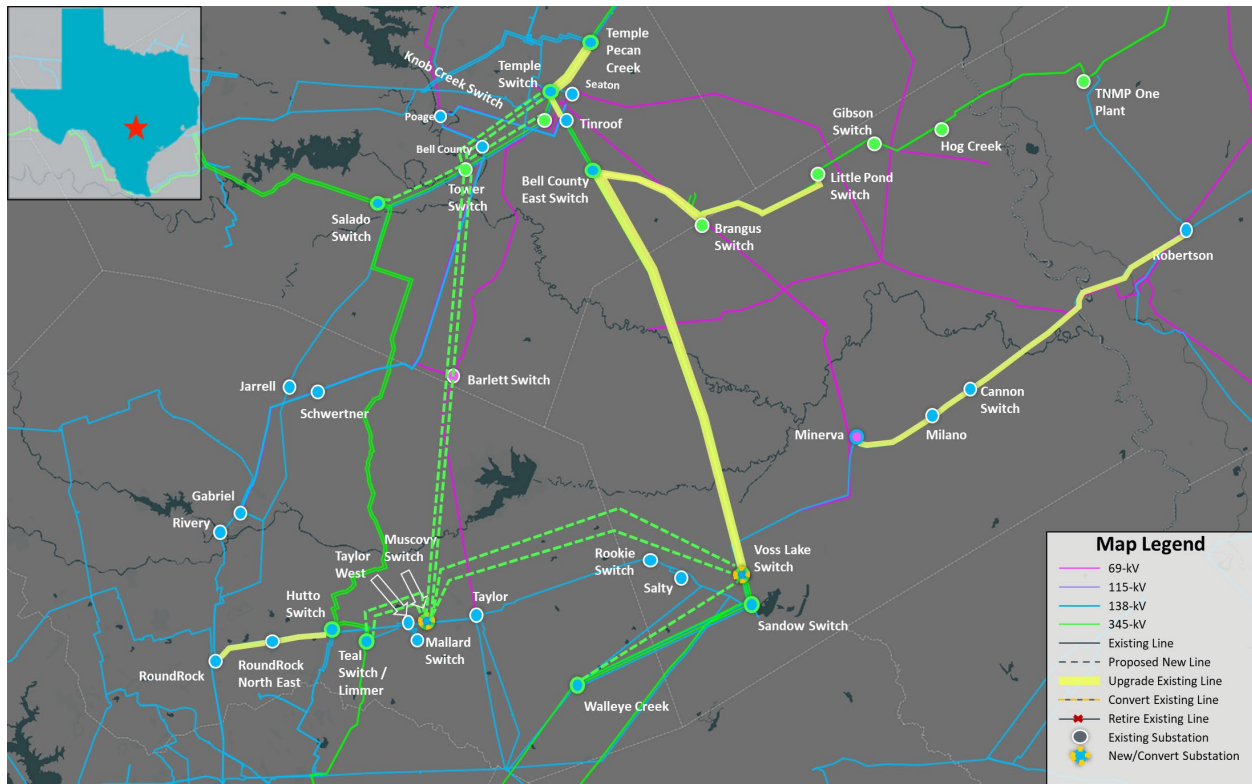 Temple
Pecan
Creek
Knob Creek Switch
Temple
Switch
Seaton
TNMP One
Plant
Poage
Tinroof
Gibson
Switch
Hog Creek
Bell County
Tower
Switch
Bell County
East Switch
Little Pond
Switch
Salado
Switch
Brangus
Switch
Robertson
Jarrell
Schwertner
Barlett Switch
Cannon
Switch
Minerva
Milano
Gabriel
Rivery
Muscovy
Switch
Taylor
West
Rookie
Switch
Voss Lake
Switch
Salty
Hutto
Switch
Taylor
Mallard
Switch
Sandow Switch
RoundRock
RoundRock
North East
Teal
Switch /
Limmer
Walleye Creek
Map Legend
69-kV
115-kV
138-kV
345-kV
Existing Line
Proposed New Line
Upgrade Existing Line
Convert Existing Line
Retire Existing Line
Existing Substation
New/Convert Substation